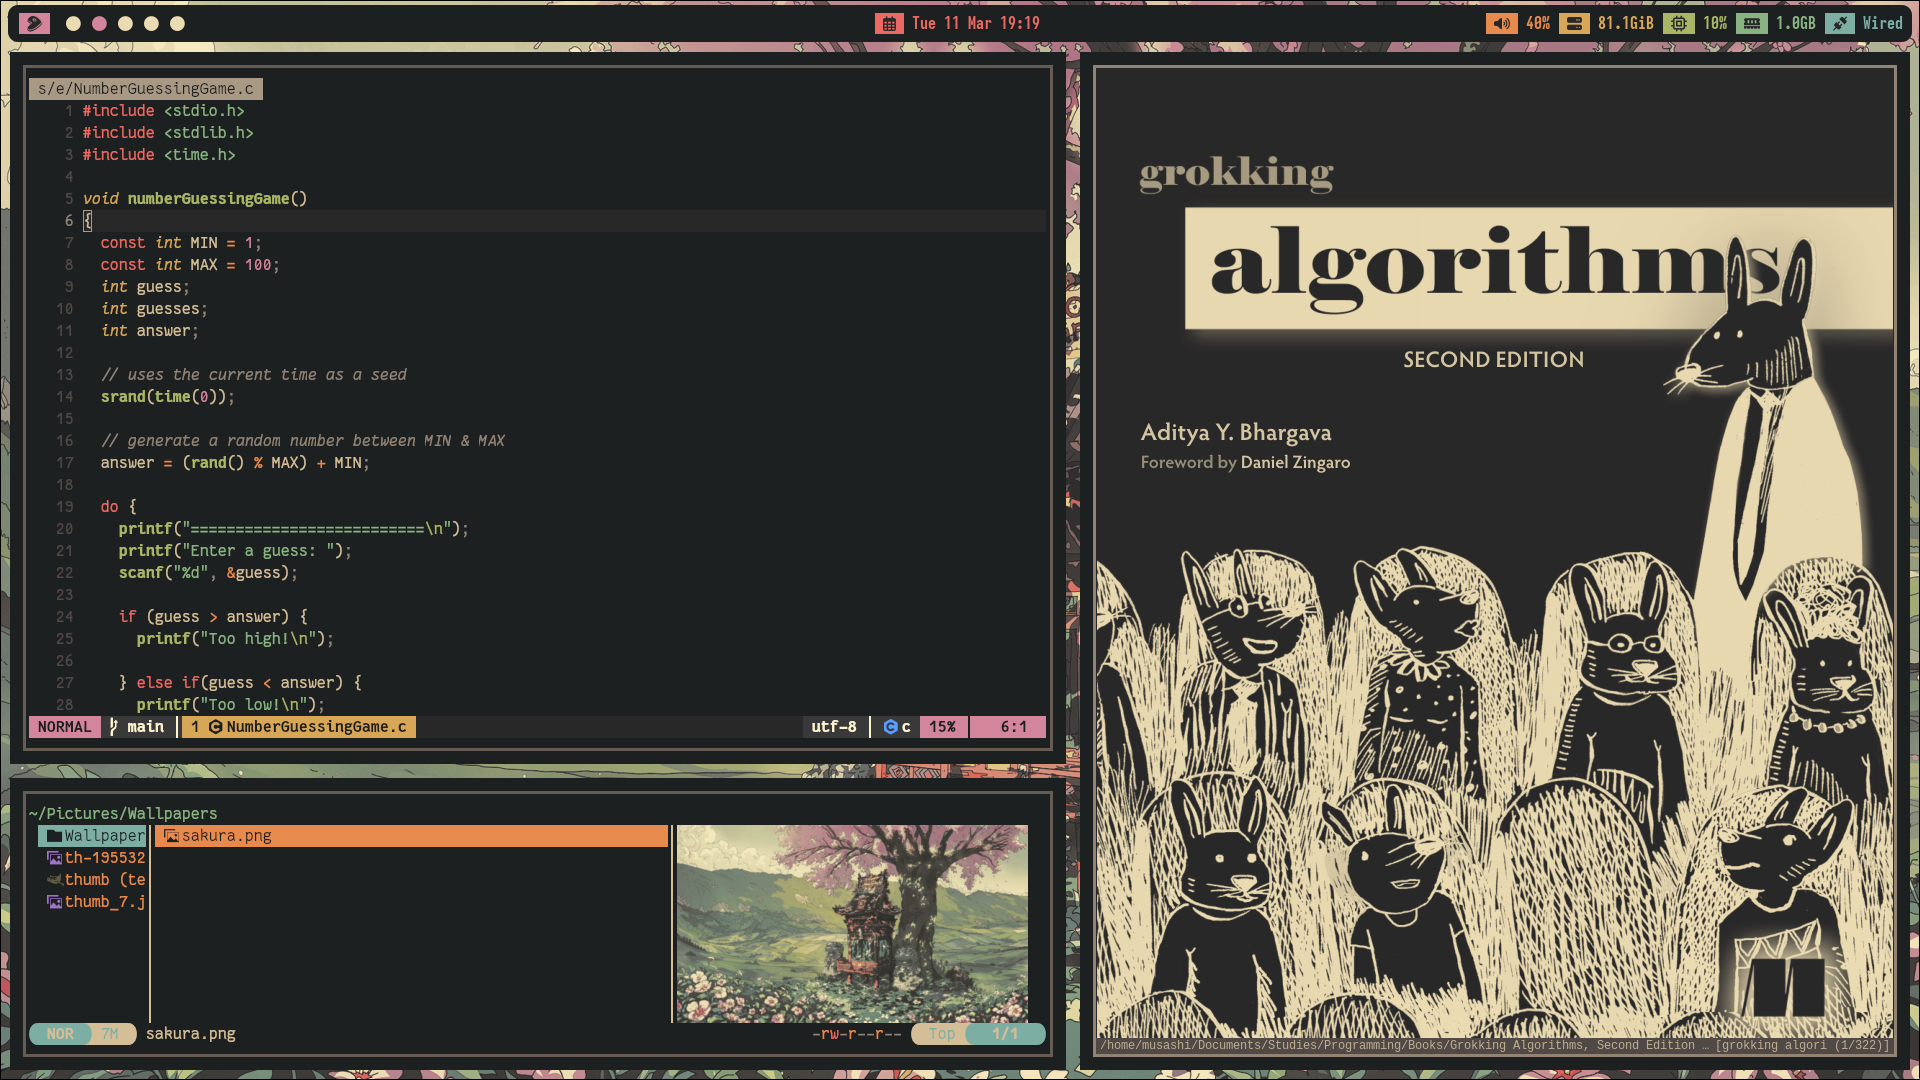 Tue 11 Mar 19:19
40% 81.1GiB 10% 1.0GB Wired
s/e/NumberGuessingGame.c
1 #include <stdio.h>
2 #include <stdlib.h>
3 #include <time.h>
4
5 void numberGuessingGame()
6 {
7 const int MIN = 1;
8 const int MAX = 100;
9 int guess;
10 int guesses;
11 int answer;
12
13 // uses the current time as a seed
14 srand(time(0));
15
16 // generate a random number between MIN & MAX
17 answer = (rand() % MAX) + MIN;
18
19 do {
20 printf("==========================\n");
21 printf("Enter a guess: ");
22 scanf("%d", &guess);
23
24 if (guess > answer) {
25 printf("Too high!\n");
26
27 } else if(guess < answer) {
28 printf("Too low!\n");
NORMAL main 1 NumberGuessingGame.c utf-8 c 15% 6:1
~/Pictures/Wallpapers
Wallpaper sakura.png
th-195532
thumb (te
thumb_7.j
NOR 7M sakura.png -rw-r--r-- Top 1/1
grokking
algorithms
SECOND EDITION
Aditya Y. Bhargava
Foreword by Daniel Zingaro
/home/musashi/Documents/Studies/Programming/Books/Grokking Algorithms, Second Edition … [grokking algori (1/322)]